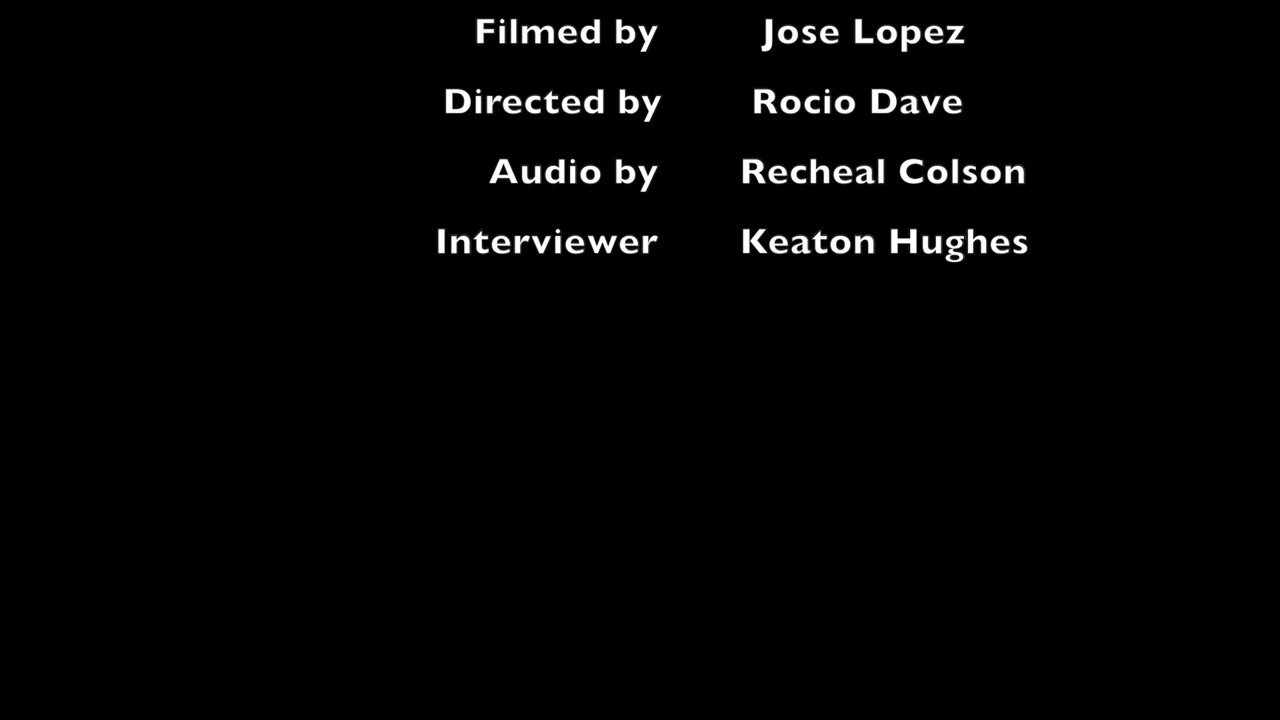 Filmed by Jose Lopez
Directed by Rocio Dave
Audio by Recheal Colson
Interviewer Keaton Hughes